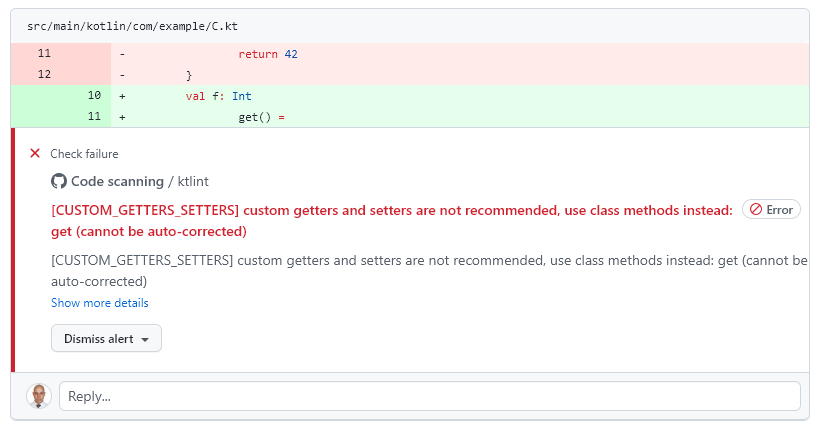 src/main/kotlin/com/example/C.kt
11 - return 42
12 - }
10 + val f: Int
11 + get() =
Check failure
Code scanning / ktlint
[CUSTOM_GETTERS_SETTERS] custom getters and setters are not recommended, use class methods instead: Error
get (cannot be auto-corrected)
[CUSTOM_GETTERS_SETTERS] custom getters and setters are not recommended, use class methods instead: get (cannot be
auto-corrected)
Show more details
Dismiss alert
Reply...